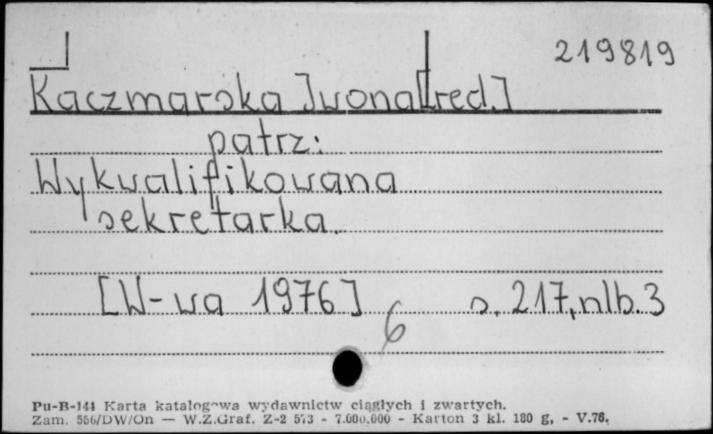 219819
Kaczmarska Iwona [red.]
patrz:
Wykwalifikowana
sekretarka.
[W-wa 1976] s. 217, nlb. 3
6
Pu-B-144 Karta katalogowa wydawnictw ciągłych i zwartych.
Zam. 556/DW/On — W.Z.Graf. Z-2 573 - 7.000.000 - Karton 3 kl. 180 g. - V.76.